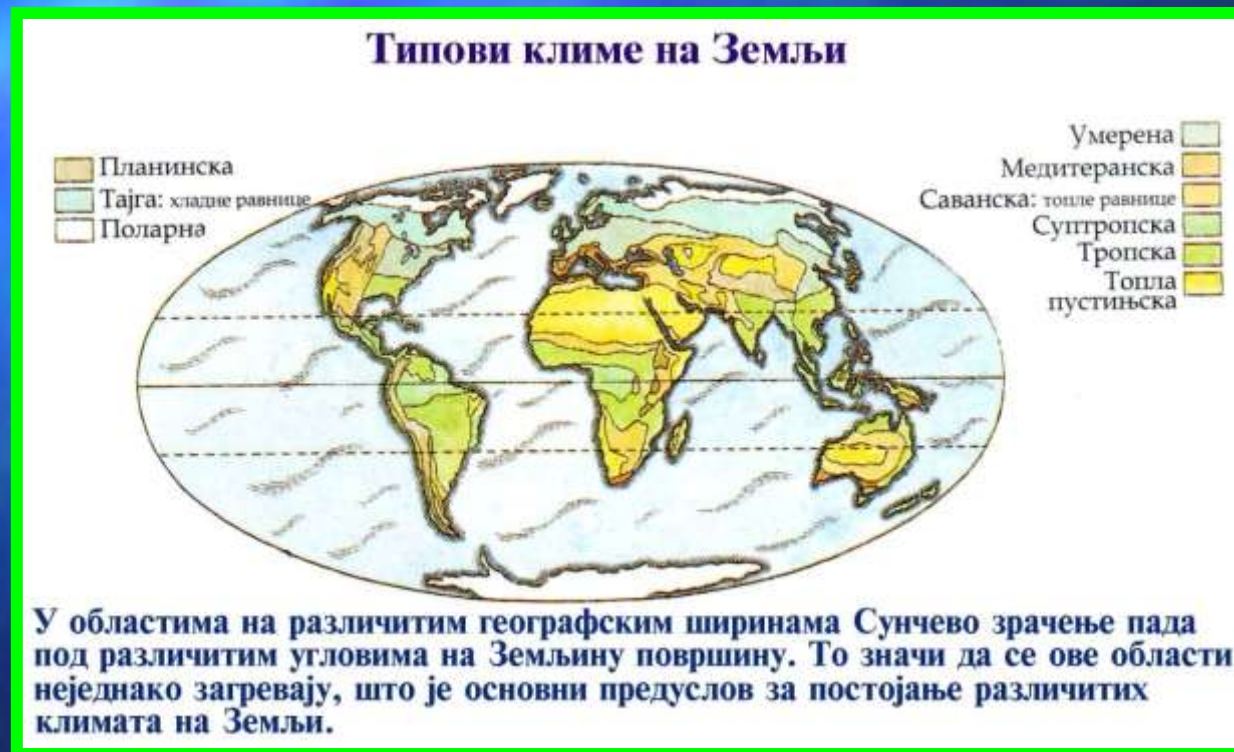 Типови климе на Земљи
Планинска
Тајга: хладне равнице
Поларна
Умерена
Медитеранска
Саванска: топле равнице
Суптропска
Тропска
Топла
пустињска
У областима на различитим географским ширинама Сунчево зрачење пада
под различитим угловима на Земљину површину. То значи да се ове области
неједнако загревају, што је основни предуслов за постојање различитих
климата на Земљи.